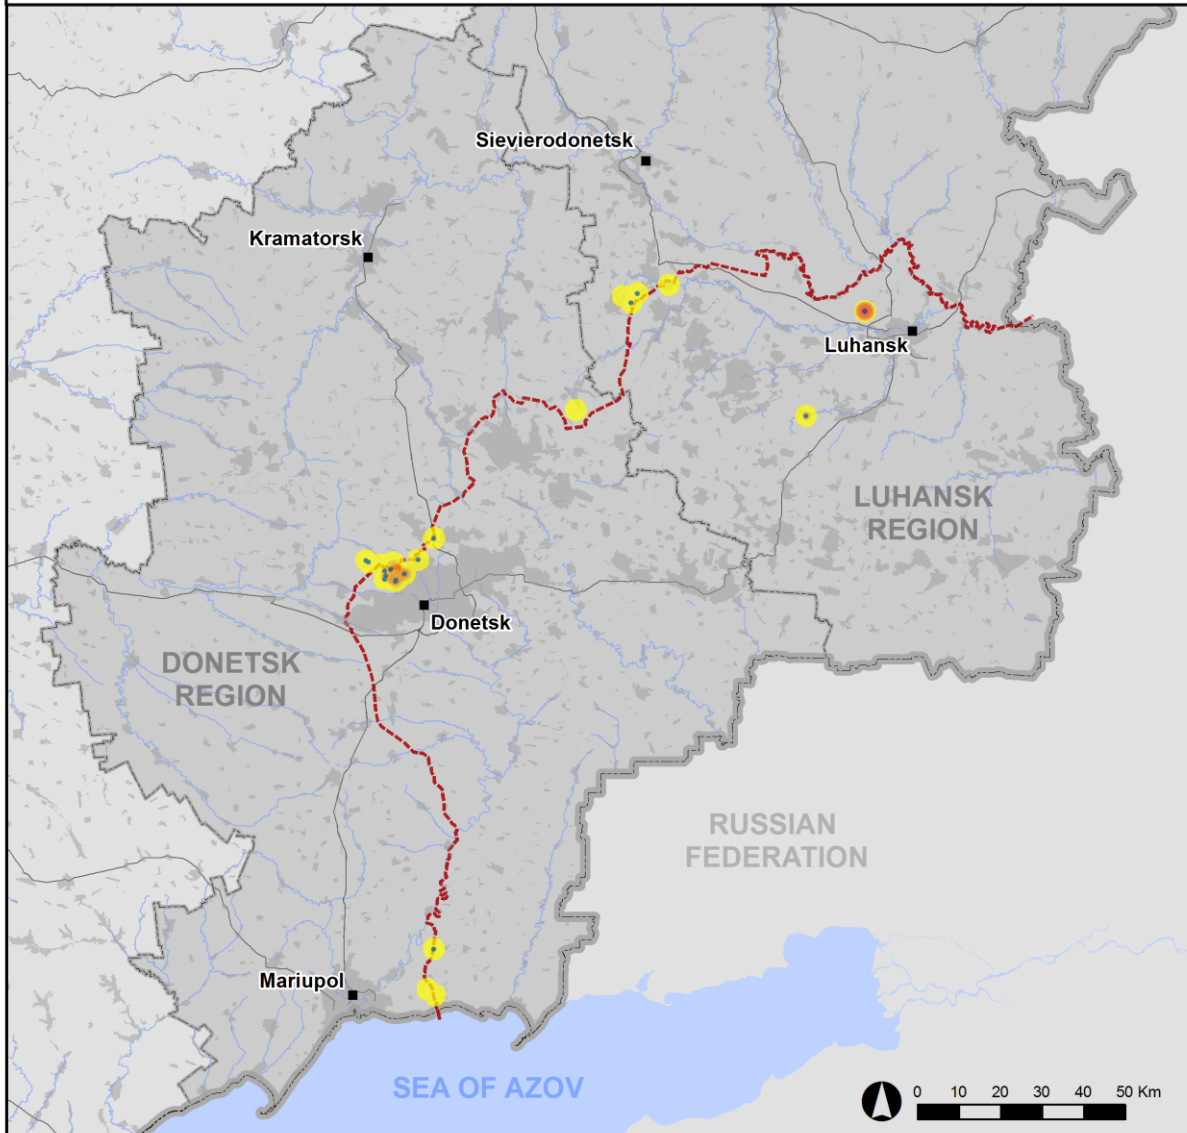 Sievierodonetsk
Kramatorsk
Luhansk
LUHANSK
REGION
Donetsk
DONETSK
REGION
RUSSIAN
FEDERATION
Mariupol
SEA OF AZOV
0 10 20 30 40 50 Km